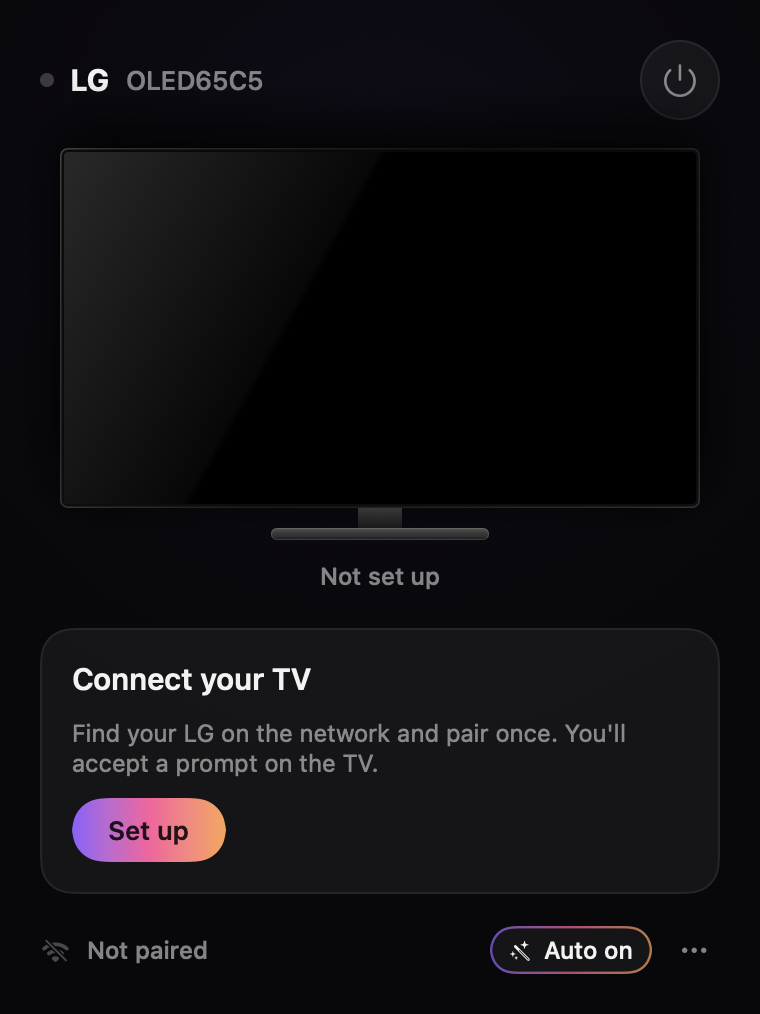 LG OLED65C5
Not set up
Connect your TV
Find your LG on the network and pair once. You'll
accept a prompt on the TV.
Set up
Not paired
Auto on